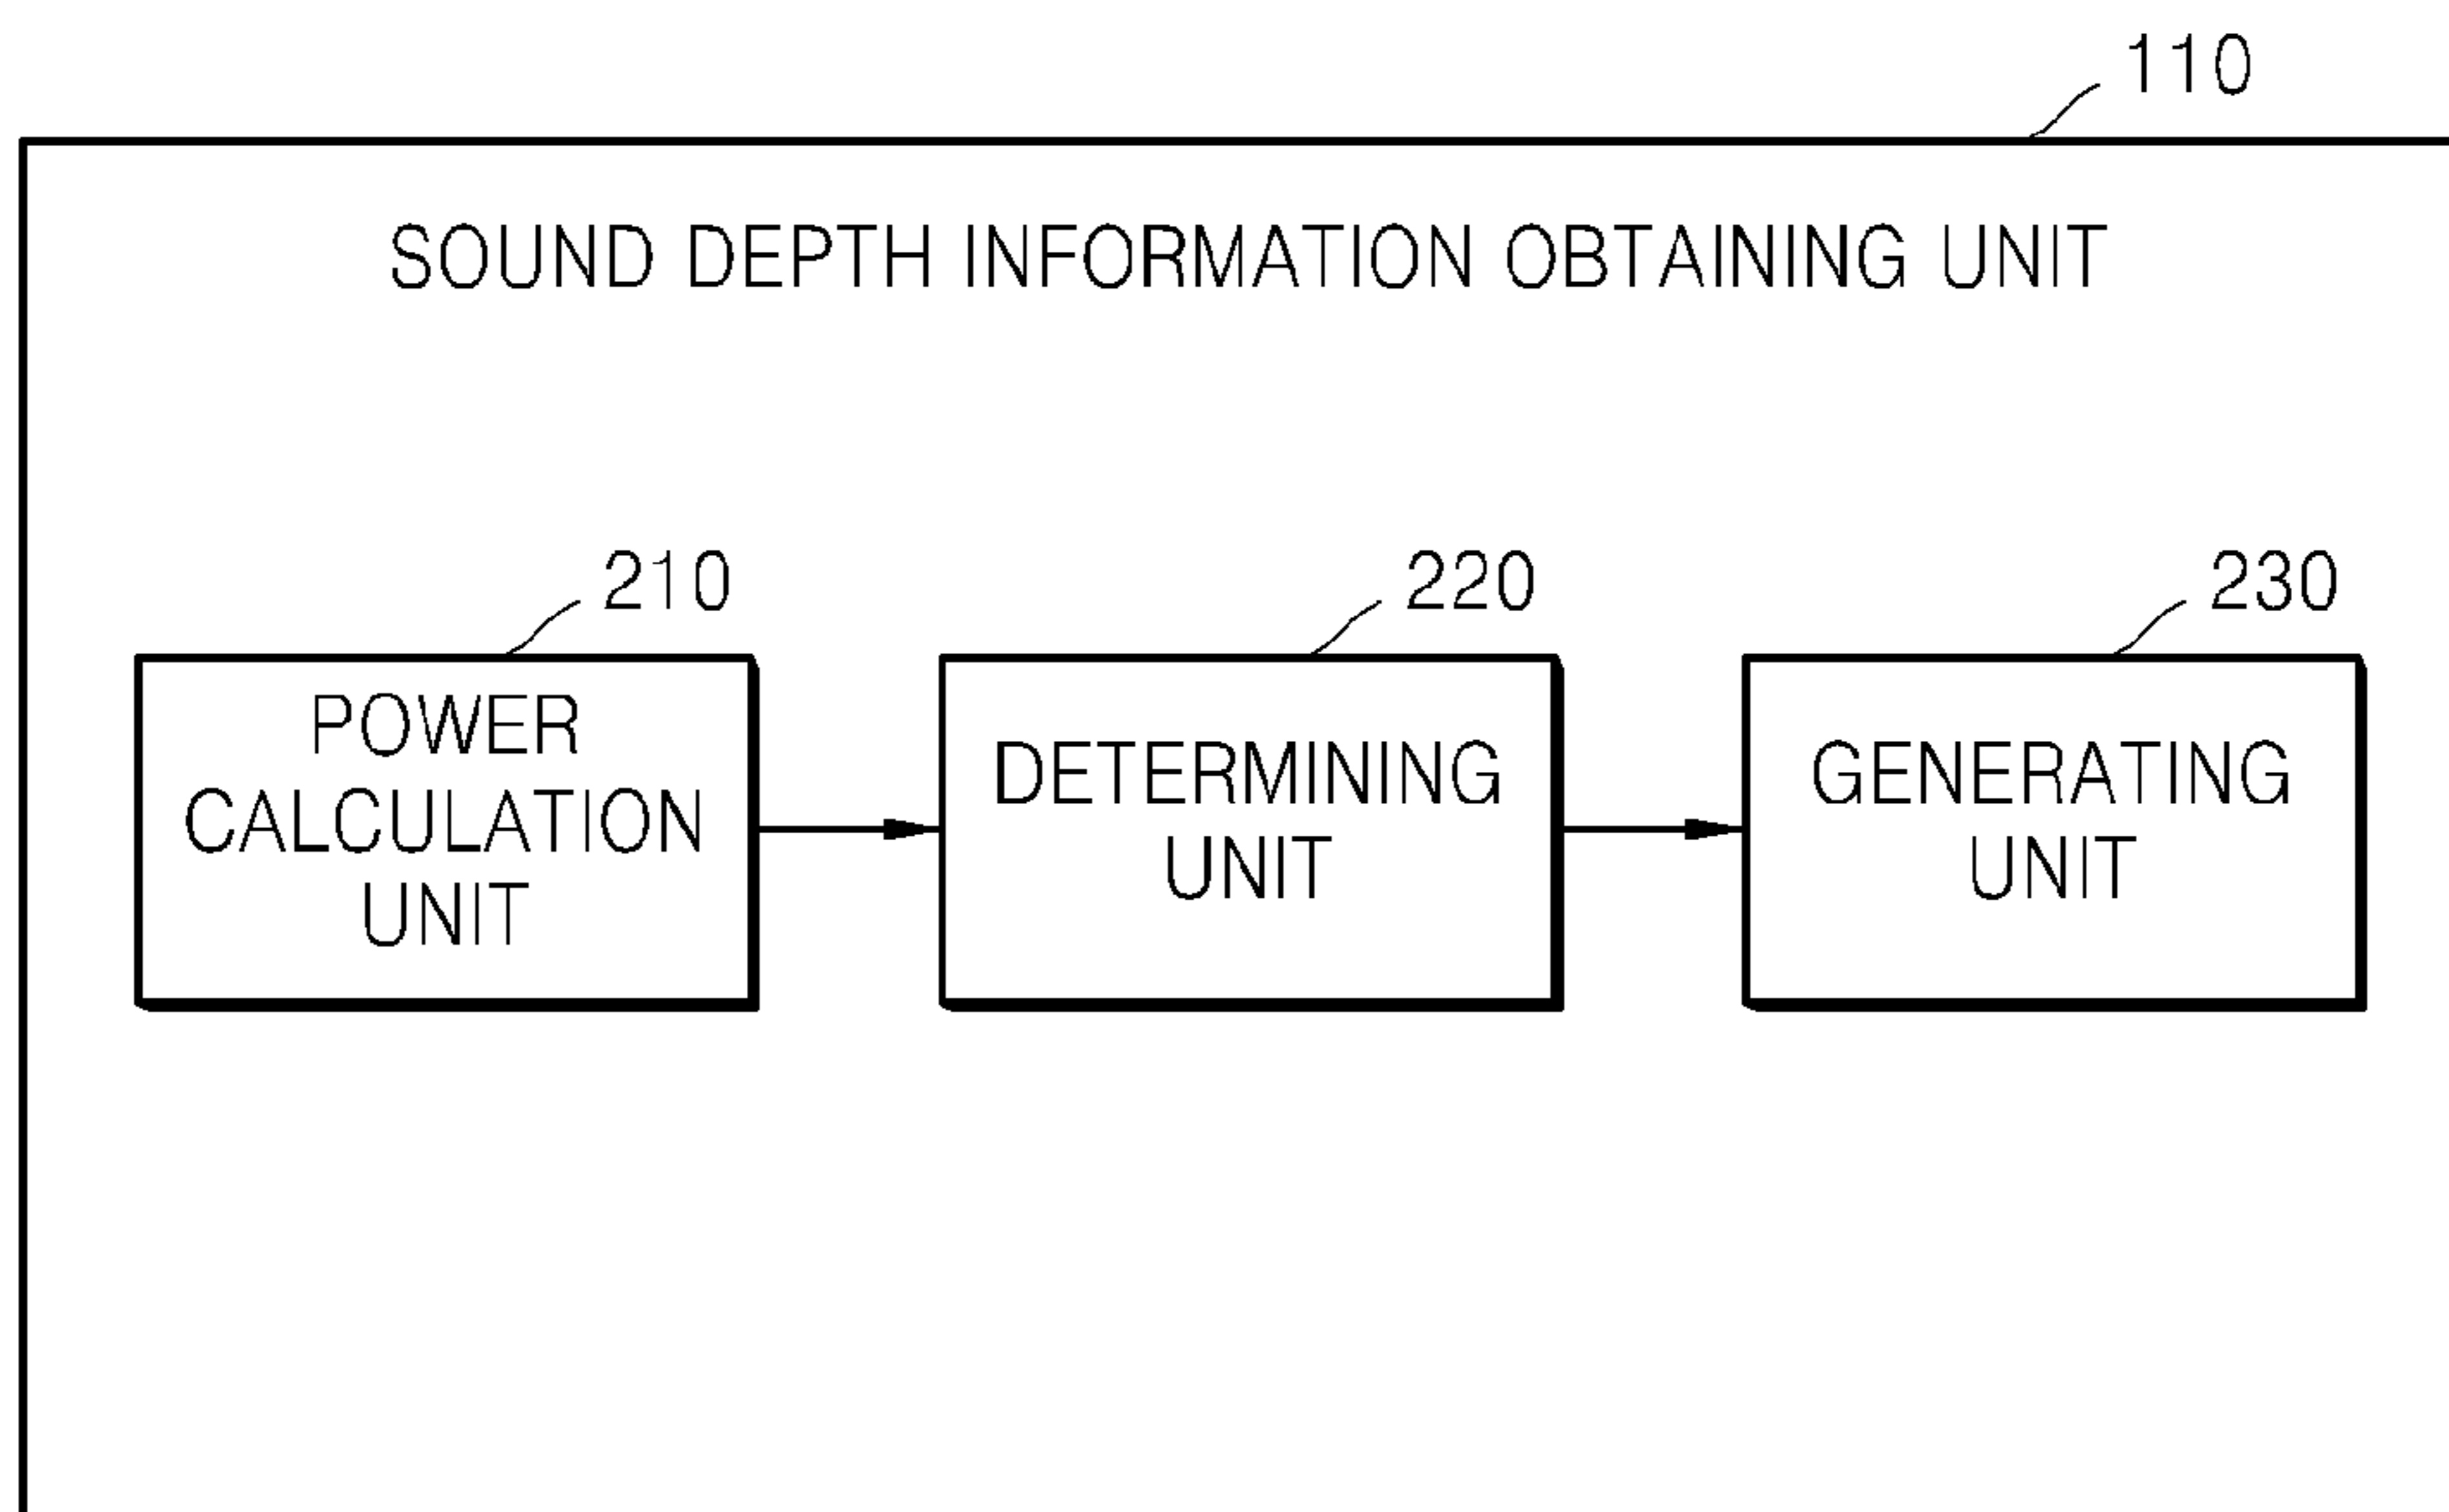 110
SOUND DEPTH INFORMATION OBTAINING UNIT
210
220
230
POWER
CALCULATION
UNIT
DETERMINING
UNIT
GENERATING
UNIT